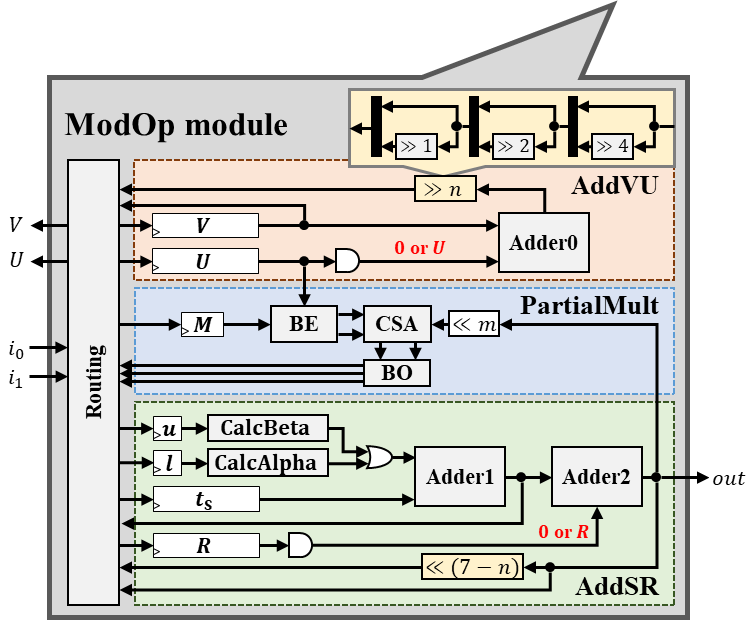 ModOp module
≫ 1
≫ 2
≫ 4
≫ n
AddVU
V
V
U
U
0 or U
Adder0
PartialMult
M
BE
CSA
≪ m
BO
i₀
i₁
Routing
u
CalcBeta
l
CalcAlpha
tₛ
Adder1
Adder2
out
R
0 or R
≪ (7 − n)
AddSR